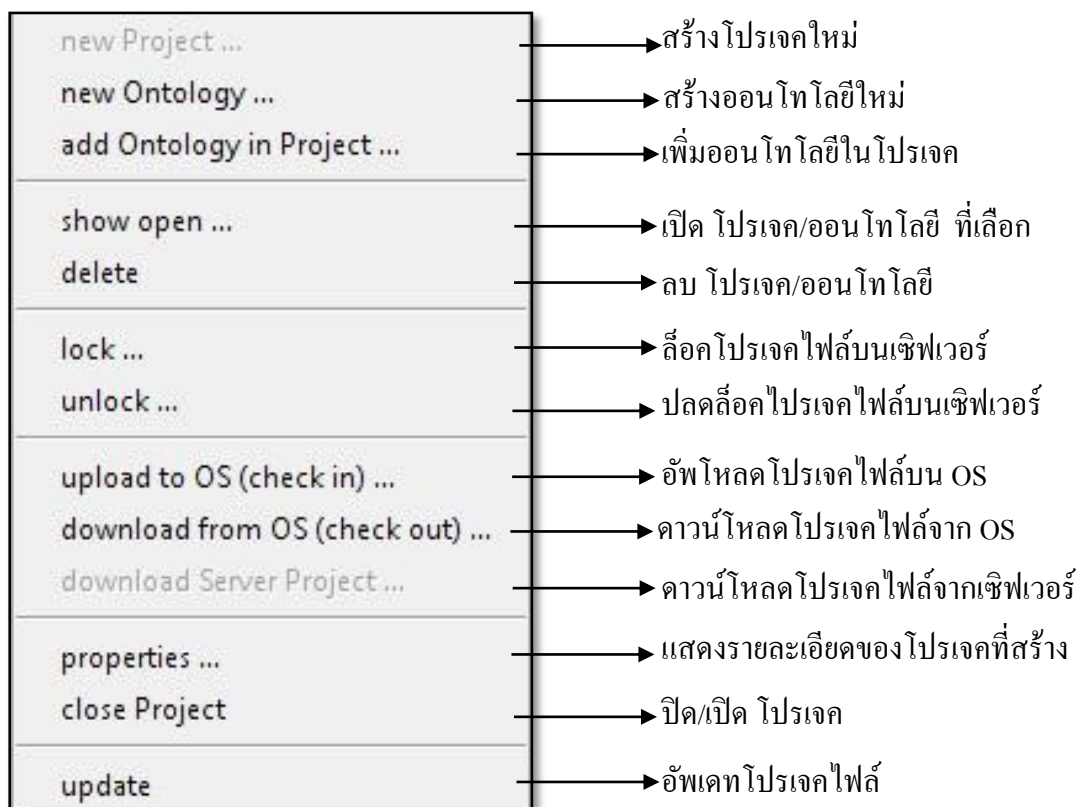 new Project ... สร้างโปรเจคใหม่
new Ontology ... สร้างออนโทโลยีใหม่
add Ontology in Project ... เพิ่มออนโทโลยีในโปรเจค
show open ... เปิด โปรเจค/ออนโทโลยี ที่เลือก
delete ลบ โปรเจค/ออนโทโลยี
lock ... ล็อคโปรเจคไฟล์บนเซิฟเวอร์
unlock ... ปลดล็อคไปรเจคไฟล์บนเซิฟเวอร์
upload to OS (check in) ... อัพโหลดโปรเจคไฟล์บน OS
download from OS (check out) ... ดาวน์โหลดโปรเจคไฟล์จาก OS
download Server Project ... ดาวน์โหลดโปรเจคไฟล์จากเซิฟเวอร์
properties ... แสดงรายละเอียดของโปรเจคที่สร้าง
close Project ปิด/เปิด โปรเจค
update อัพเดทโปรเจคไฟล์